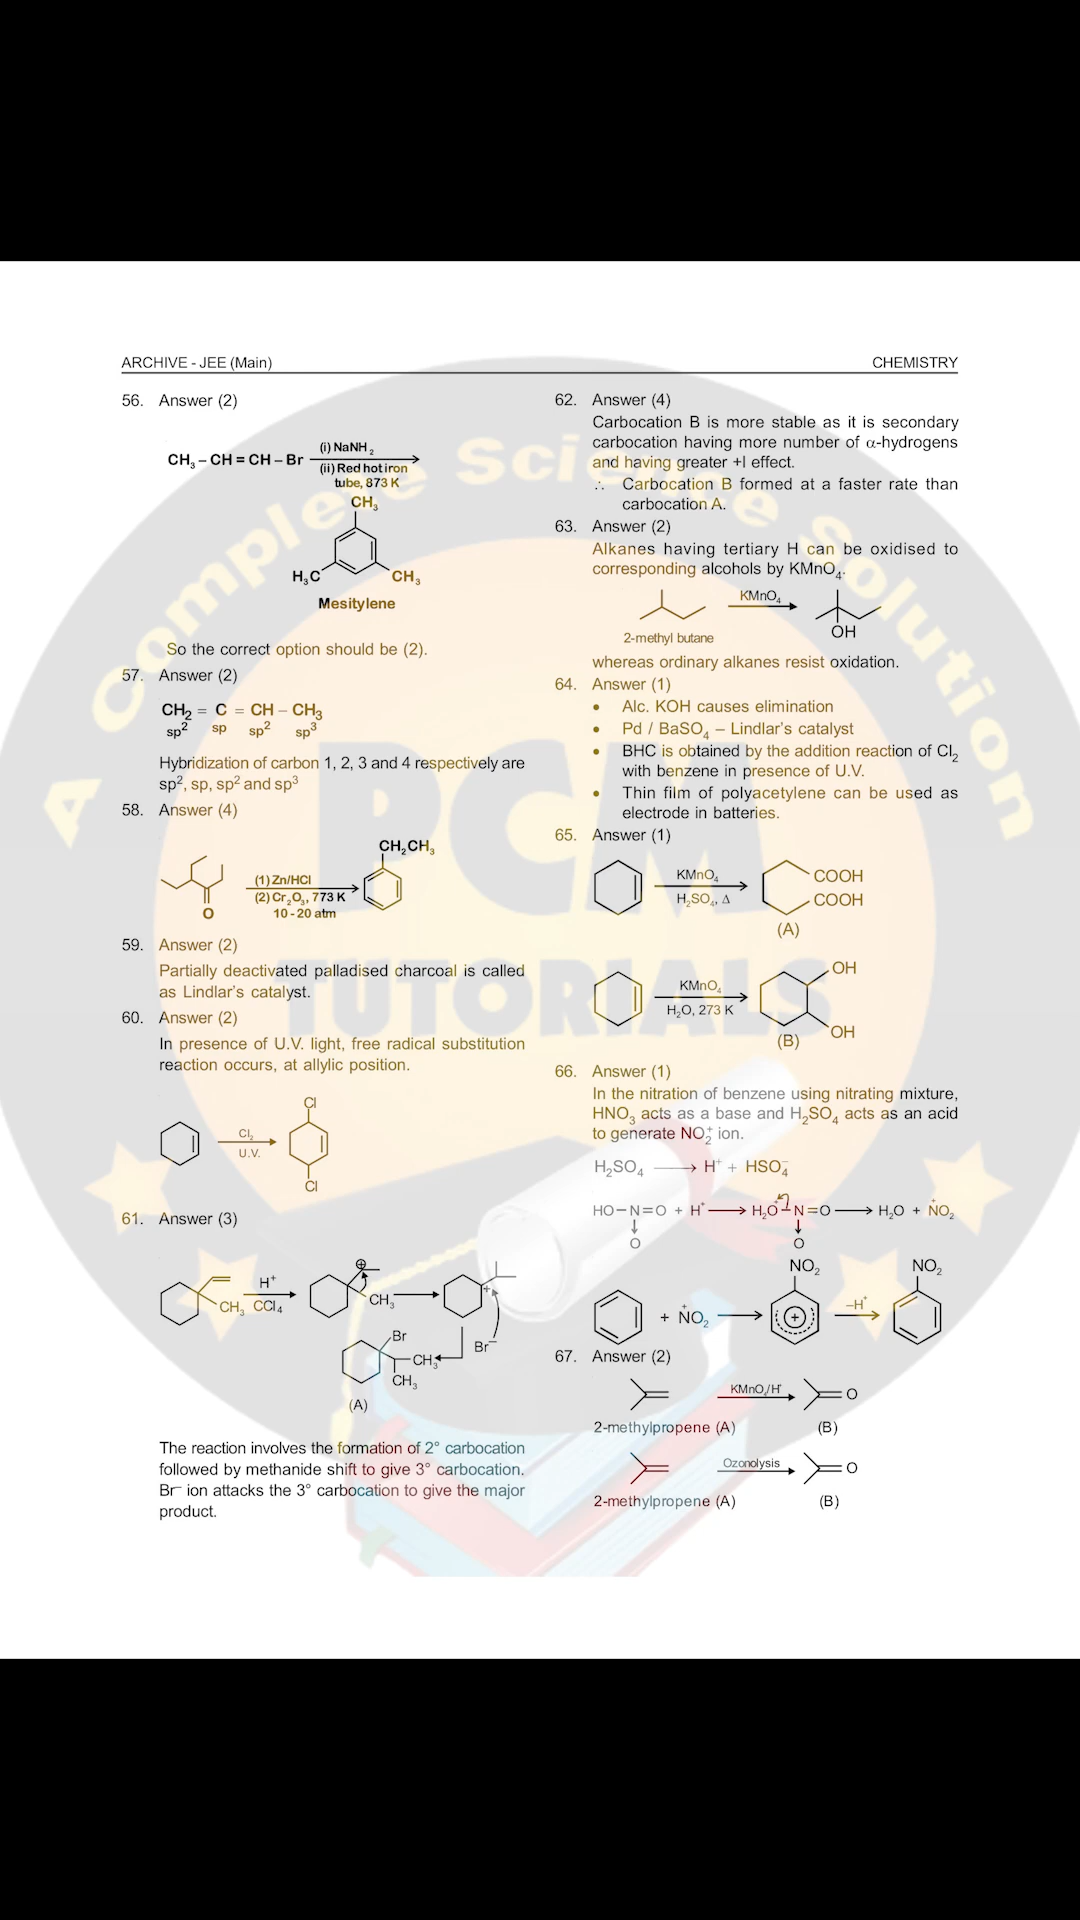 ARCHIVE - JEE (Main) CHEMISTRY
56. Answer (2)
CH₃ – CH = CH – Br
(i) NaNH₂
(ii) Red hot iron
tube, 873 K
CH₃
H₃C CH₃
Mesitylene
So the correct option should be (2).
57. Answer (2)
CH₂ = C = CH – CH₃
sp² sp sp² sp³
Hybridization of carbon 1, 2, 3 and 4 respectively are
sp², sp, sp² and sp³
58. Answer (4)
CH₂CH₃
(1) Zn/HCl
(2) Cr₂O₃, 773 K
10 - 20 atm
O
59. Answer (2)
Partially deactivated palladised charcoal is called
as Lindlar's catalyst.
60. Answer (2)
In presence of U.V. light, free radical substitution
reaction occurs, at allylic position.
Cl
Cl₂
U.V.
Cl
61. Answer (3)
⊕
H⁺
CH₃ CCl₄ CH₃ +
Br⁻
Br
CH₃
CH₃
(A)
The reaction involves the formation of 2° carbocation
followed by methanide shift to give 3° carbocation.
Br⁻ ion attacks the 3° carbocation to give the major
product.
62. Answer (4)
Carbocation B is more stable as it is secondary
carbocation having more number of α-hydrogens
and having greater +I effect.
∴ Carbocation B formed at a faster rate than
carbocation A.
63. Answer (2)
Alkanes having tertiary H can be oxidised to
corresponding alcohols by KMnO₄.
KMnO₄
OH
2-methyl butane
whereas ordinary alkanes resist oxidation.
64. Answer (1)
• Alc. KOH causes elimination
• Pd / BaSO₄ – Lindlar's catalyst
• BHC is obtained by the addition reaction of Cl₂
with benzene in presence of U.V.
• Thin film of polyacetylene can be used as
electrode in batteries.
65. Answer (1)
KMnO₄
H₂SO₄, Δ
COOH
COOH
(A)
KMnO₄
H₂O, 273 K
OH
OH
(B)
66. Answer (1)
In the nitration of benzene using nitrating mixture,
HNO₃ acts as a base and H₂SO₄ acts as an acid
to generate NO₂⁺ ion.
H₂SO₄ ⟶ H⁺ + HSO₄⁻
HO – N = O + H⁺ ⟶ H₂O⁺ – N = O ⟶ H₂O + N⁺O₂
↓ ↓
O O
NO₂ NO₂
+ N⁺O₂ ⟶ + –H⁺
67. Answer (2)
KMnO₄/H⁺
O
2-methylpropene (A) (B)
Ozonolysis
O
2-methylpropene (A) (B)
A Complete Science Solution
PCM
TUTORIALS